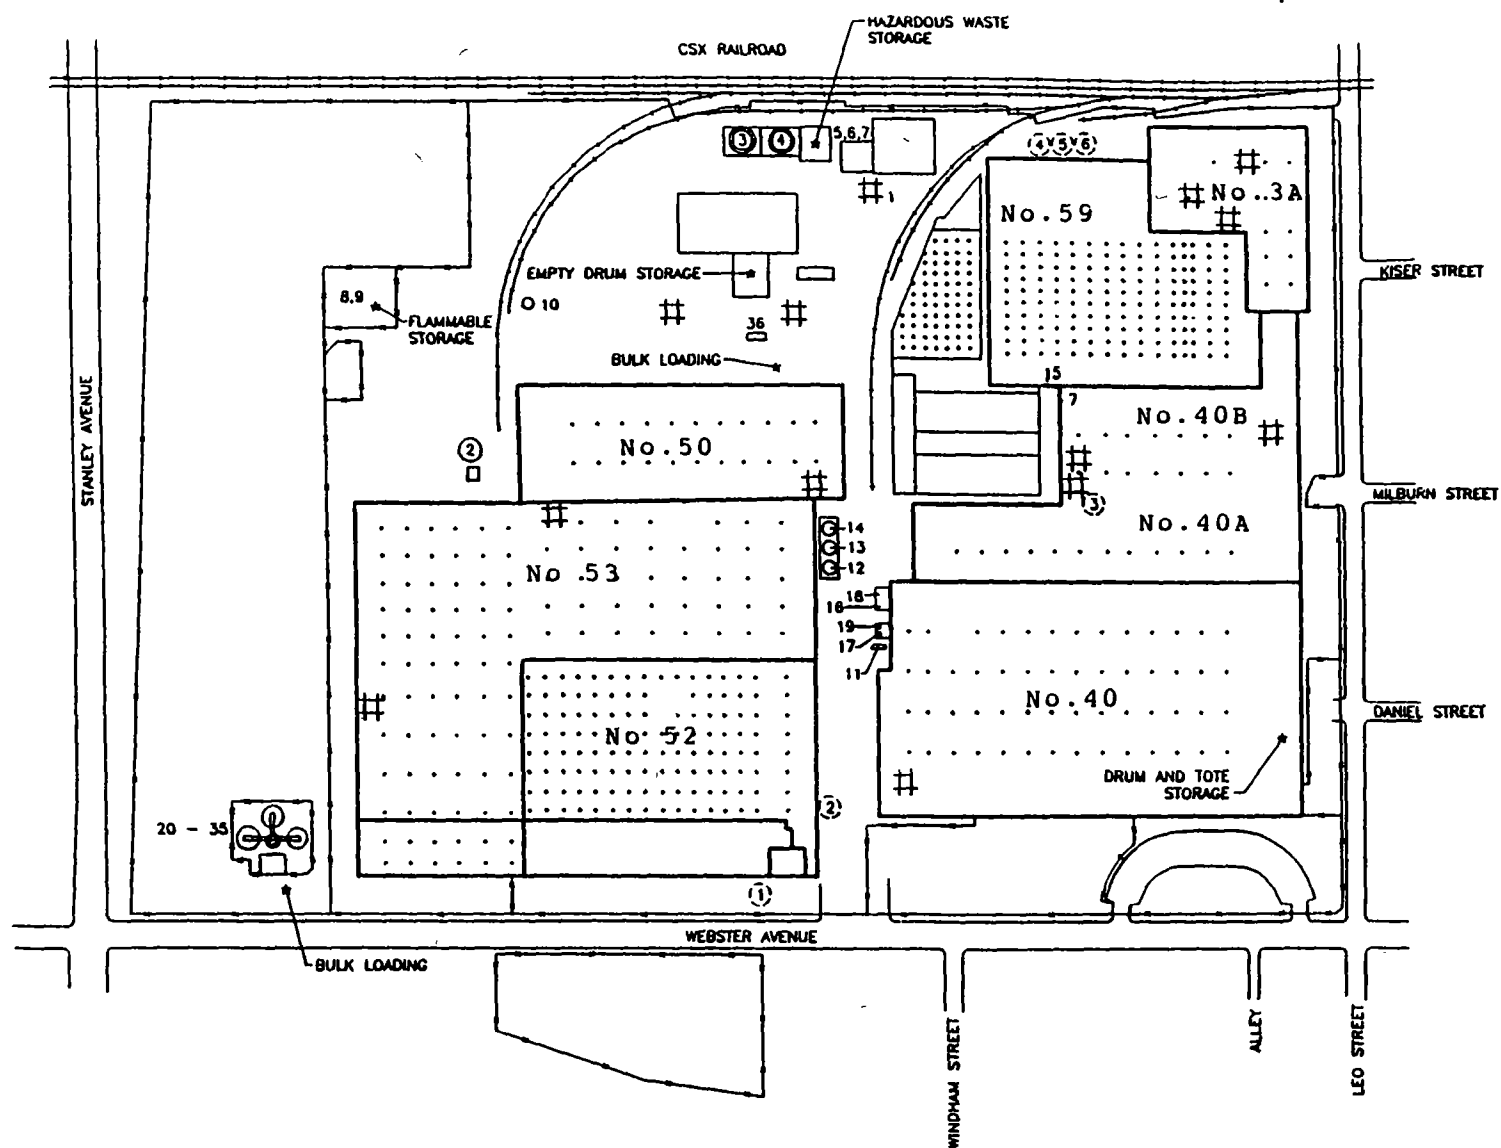 HAZARDOUS WASTE
STORAGE
CSX RAILROAD
3
4
5,6,7
4
5
6
1
No. 3A
No. 59
EMPTY DRUM STORAGE
KISER STREET
8,9
10
FLAMMABLE
STORAGE
36
BULK LOADING
15
7
STANLEY AVENUE
No. 50
No. 40B
2
MILBURN STREET
3
14
13
12
No. 40A
No. 53
18
16
19
17
11
No. 40
No 52
DANIEL STREET
DRUM AND TOTE
STORAGE
2
20 - 35
1
WEBSTER AVENUE
BULK LOADING
WINDHAM STREET
ALLEY
LEO STREET